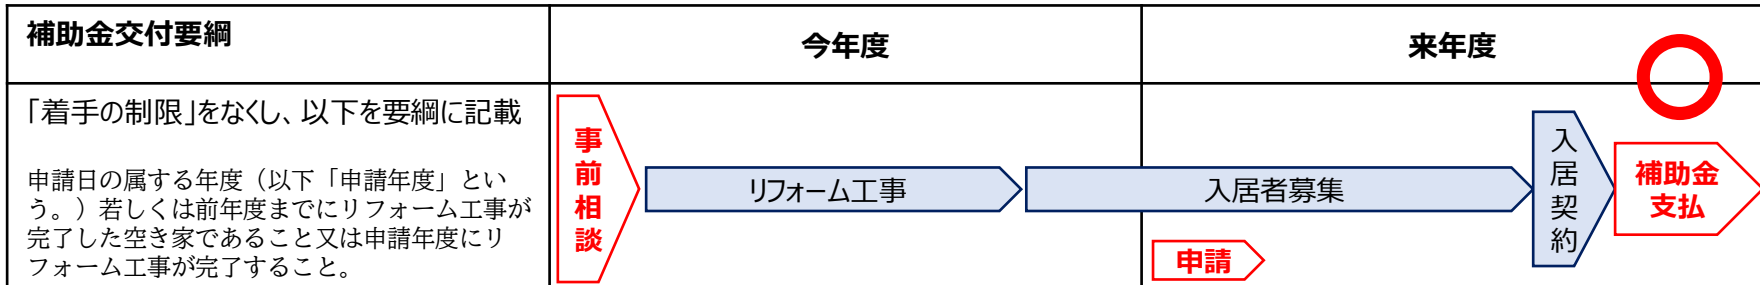 補助金交付要綱
今年度
来年度
「着手の制限」をなくし、以下を要綱に記載
申請日の属する年度（以下「申請年度」とい
う。）若しくは前年度までにリフォーム工事が
完了した空き家であること又は申請年度にリ
フォーム工事が完了すること。
事前相談
リフォーム工事
入居者募集
申請
入居契約
補助金
支払